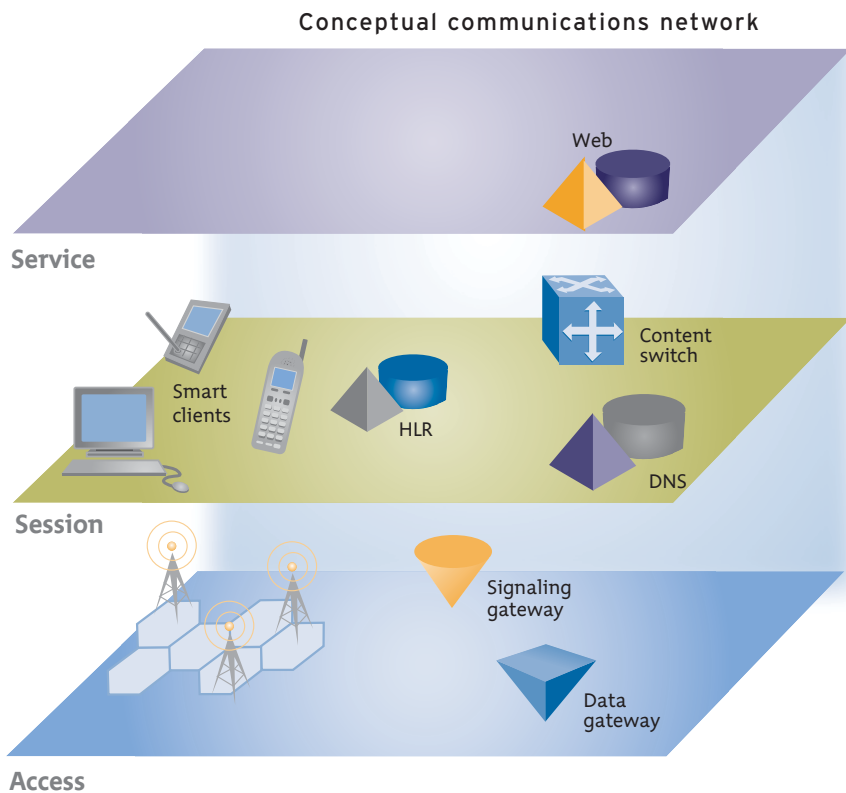 Conceptual communications network
Web
Service
Content
switch
Smart
clients
HLR
DNS
Session
Signaling
gateway
Data
gateway
Access